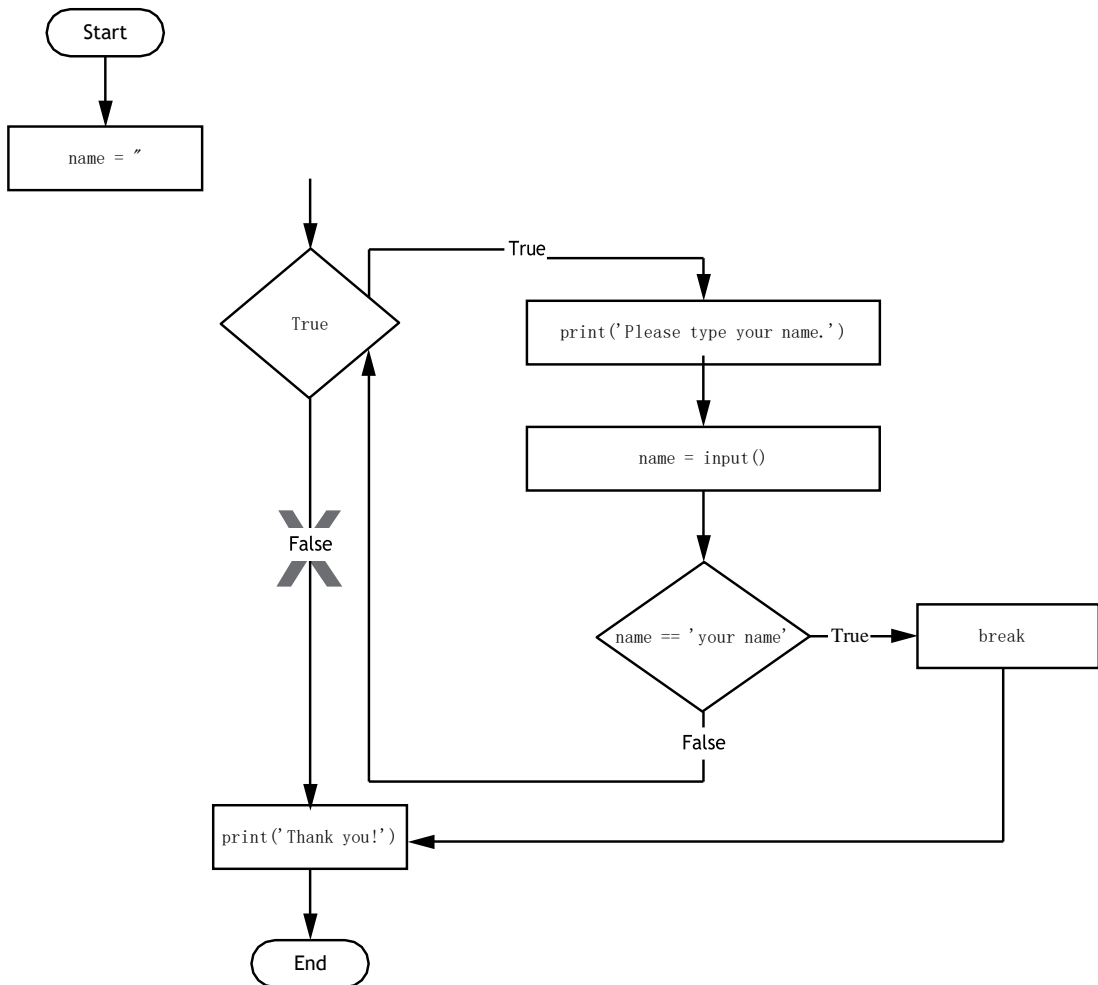 Start
name = ″
True
True
print('Please type your name.')
name = input()
False
name == 'your name'
True
break
False
print('Thank you!')
End